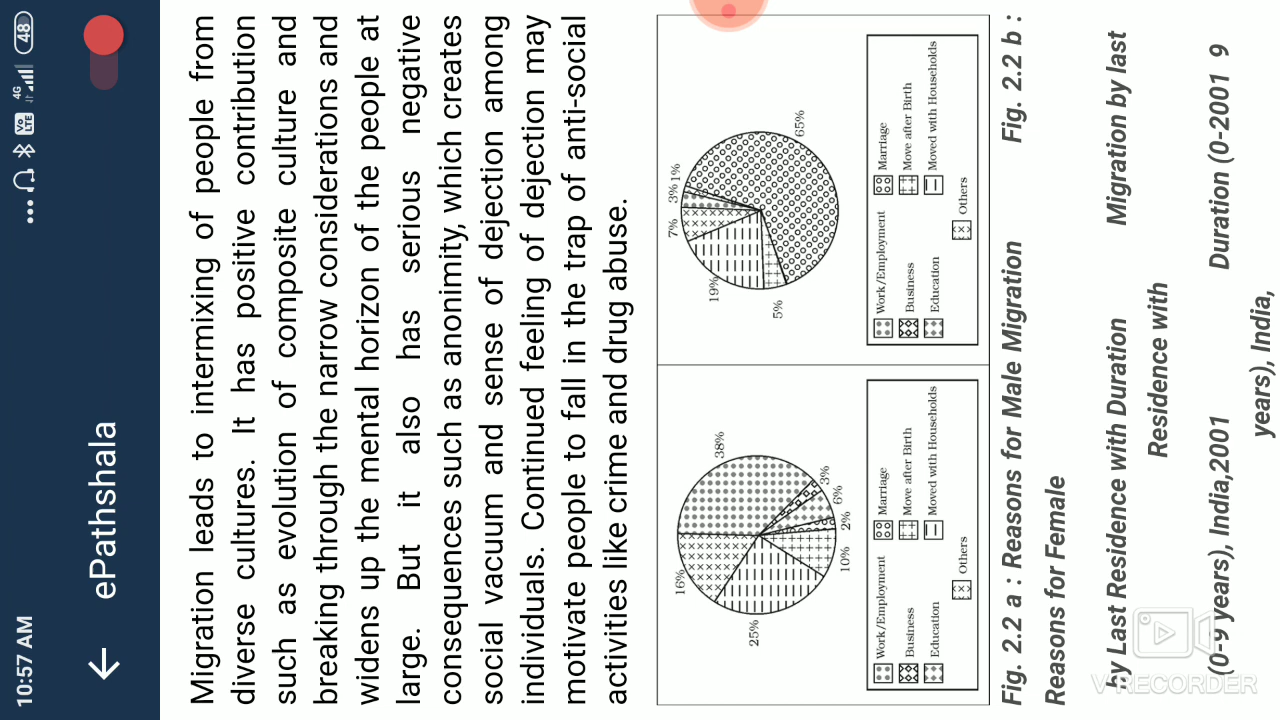 10:57 AM
4G
Vo
LTE
48
ePathshala
Migration leads to intermixing of people from
diverse cultures. It has positive contribution
such as evolution of composite culture and
breaking through the narrow considerations and
widens up the mental horizon of the people at
large. But it also has serious negative
consequences such as anonimity, which creates
social vacuum and sense of dejection among
individuals. Continued feeling of dejection may
motivate people to fall in the trap of anti-social
activities like crime and drug abuse.
16%
38%
25%
3%
6%
2%
10%
Work/Employment
Marriage
Business
Move after Birth
Education
Moved with Households
Others
7%
3%
1%
19%
65%
5%
Work/Employment
Marriage
Business
Move after Birth
Education
Moved with Households
Others
Fig. 2.2 a : Reasons for Male Migration Fig. 2.2 b :
Reasons for Female
by Last Residence with Duration Migration by last
Residence with
(0-9 years), India,2001 Duration (0-2001 9
years), India,
V RECORDER